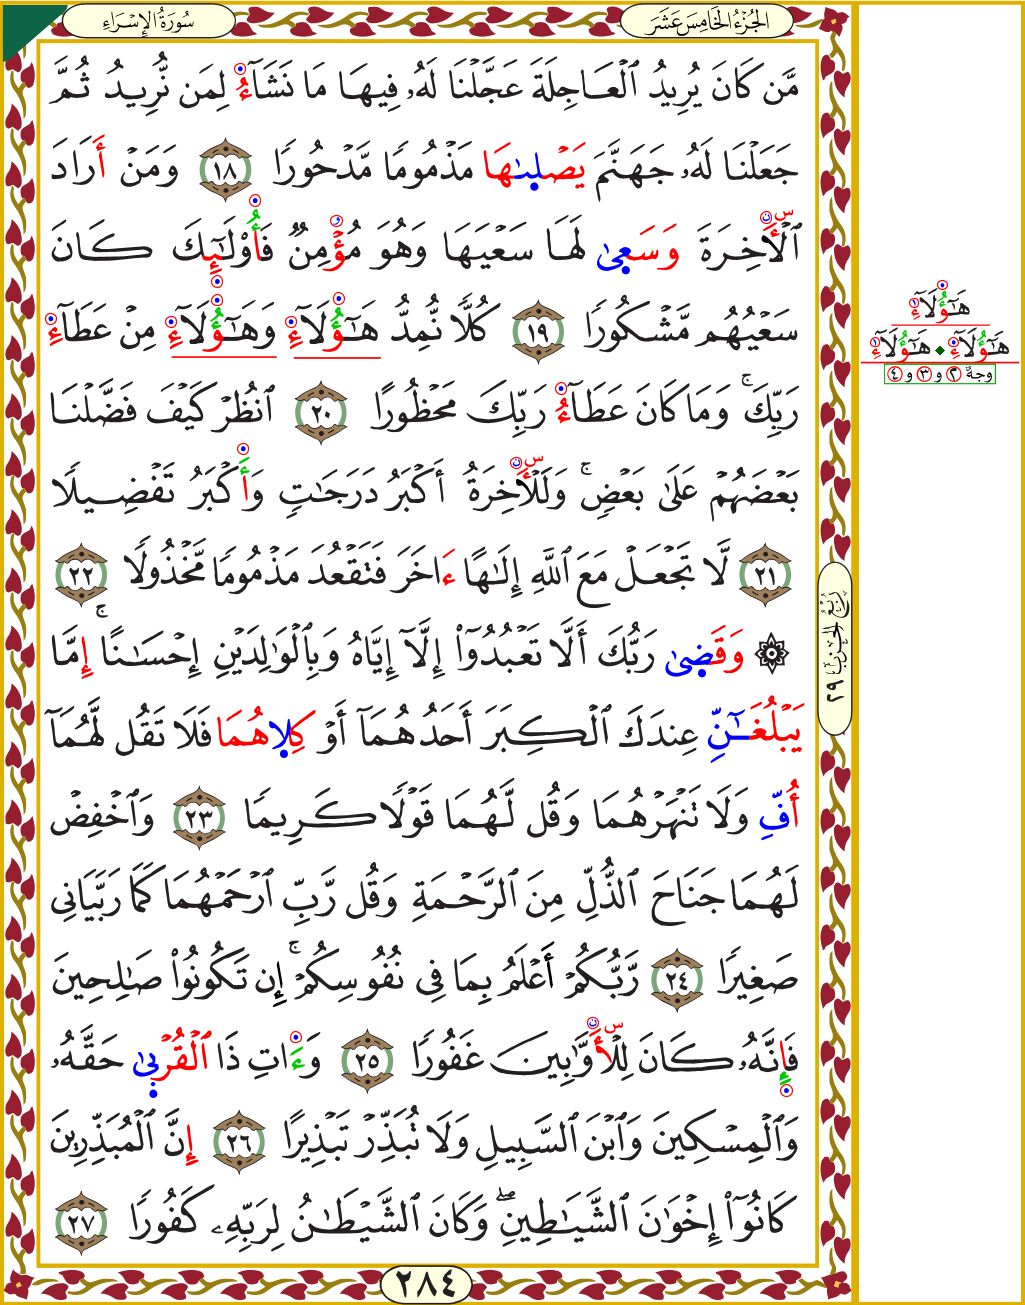 سُورَةُ الإِسْرَاءِ
الجُزْءُ الخَامِسَ عَشَرَ
مَّن كَانَ يُرِيدُ ٱلْعَاجِلَةَ عَجَّلْنَا لَهُۥ فِيهَا مَا نَشَآءُ لِمَن نُّرِيدُ ثُمَّ
جَعَلْنَا لَهُۥ جَهَنَّمَ يَصْلٜىٰهَا مَذْمُومًا مَّدْحُورًا ١٨ وَمَنْ أَرَادَ
ٱلْأَخِرَةَ وَسَعٜىٰ لَهَا سَعْيَهَا وَهُوَ مُؤْمِنٌ فَأُوْلَٰٓئِكَ كَانَ
سَعْيُهُم مَّشْكُورًا ١٩ كُلًّا نُّمِدُّ هَٰٓؤُلَآءِ وَهَٰٓؤُلَآءِ مِنْ عَطَآءِ
رَبِّكَۚ وَمَا كَانَ عَطَآءُ رَبِّكَ مَحْظُورًا ٢٠ ٱنظُرْ كَيْفَ فَضَّلْنَا
بَعْضَهُمْ عَلَىٰ بَعْضٍۚ وَلَلْأَخِرَةُ أَكْبَرُ دَرَجَٰتٍ وَأَكْبَرُ تَفْضِيلًا
٢١ لَّا تَجْعَلْ مَعَ ٱللَّهِ إِلَٰهًا ءَاخَرَ فَتَقْعُدَ مَذْمُومًا مَّخْذُولًا ٢٢
۞ وَقَضٜىٰ رَبُّكَ أَلَّا تَعْبُدُوٓا۟ إِلَّآ إِيَّاهُ وَبِٱلْوَٰلِدَيْنِ إِحْسَٰنًاۚ إِمَّا
يَبْلُغَٰٓنِّ عِندَكَ ٱلْكِبَرَ أَحَدُهُمَآ أَوْ كِلٜاهُمَا فَلَا تَقُل لَّهُمَآ
أُفِّ وَلَا تَنْهَرْهُمَا وَقُل لَّهُمَا قَوْلًا كَرِيمًا ٢٣ وَٱخْفِضْ
لَهُمَا جَنَاحَ ٱلذُّلِّ مِنَ ٱلرَّحْمَةِ وَقُل رَّبِّ ٱرْحَمْهُمَا كَمَا رَبَّيَانِى
صَغِيرًا ٢٤ رَّبُّكُمْ أَعْلَمُ بِمَا فِى نُفُوسِكُمْۚ إِن تَكُونُوا۟ صَٰلِحِينَ
فَإِنَّهُۥ كَانَ لِلْأَوَّٰبِينَ غَفُورًا ٢٥ وَءَاتِ ذَا ٱلْقُرْبٜىٰ حَقَّهُۥ
وَٱلْمِسْكِينَ وَٱبْنَ ٱلسَّبِيلِ وَلَا تُبَذِّرْ تَبْذِيرًا ٢٦ إِنَّ ٱلْمُبَذِّرِينَ
كَانُوٓا۟ إِخْوَٰنَ ٱلشَّيَٰطِينِۖ وَكَانَ ٱلشَّيْطَٰنُ لِرَبِّهِۦ كَفُورًا ٢٧
٢٨٤
رُبْعُ الحِزْبِ ٢٩
هَٰٓؤُلَآءِ
هَٰٓؤُلَآءِ ◆ هَٰٓؤُلَآءِ
وجهٌ ٢ و ٣ و ٤